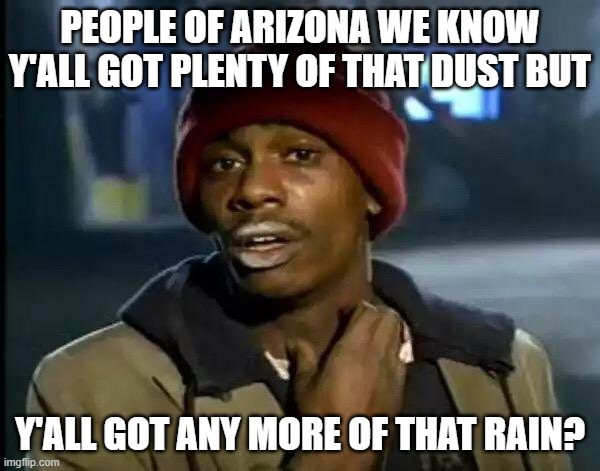 PEOPLE OF ARIZONA WE KNOW
Y'ALL GOT PLENTY OF THAT DUST BUT
Y'ALL GOT ANY MORE OF THAT RAIN?
imgflip.com